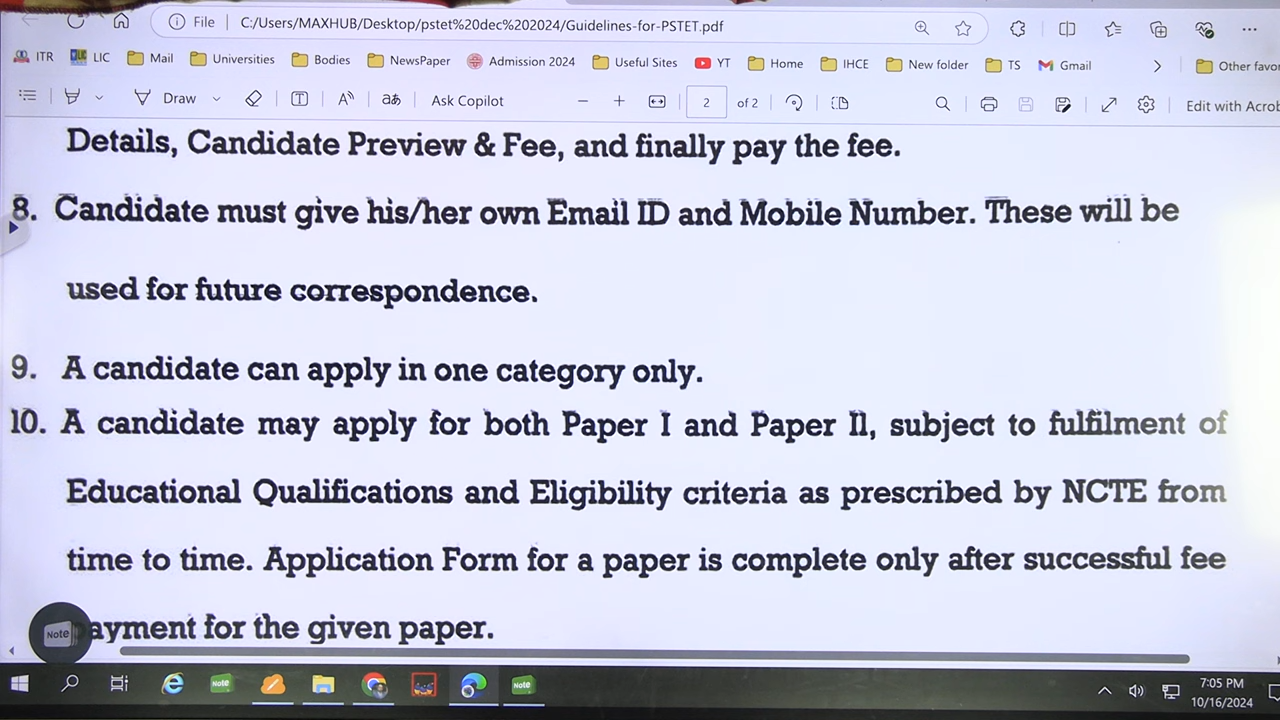 File C:/Users/MAXHUB/Desktop/pstet%20dec%202024/Guidelines-for-PSTET.pdf
ITR LIC Mail Universities Bodies NewsPaper Admission 2024 Useful Sites YT Home IHCE New folder TS Gmail Other favor
Draw aあ Ask Copilot 2 of 2 Edit with Acrob
Details, Candidate Preview & Fee, and finally pay the fee.
8. Candidate must give his/her own Email ID and Mobile Number. These will be
used for future correspondence.
9. A candidate can apply in one category only.
10. A candidate may apply for both Paper I and Paper II, subject to fulfilment of
Educational Qualifications and Eligibility criteria as prescribed by NCTE from
time to time. Application Form for a paper is complete only after successful fee
Note payment for the given paper.
Note Note 7:05 PM
10/16/2024